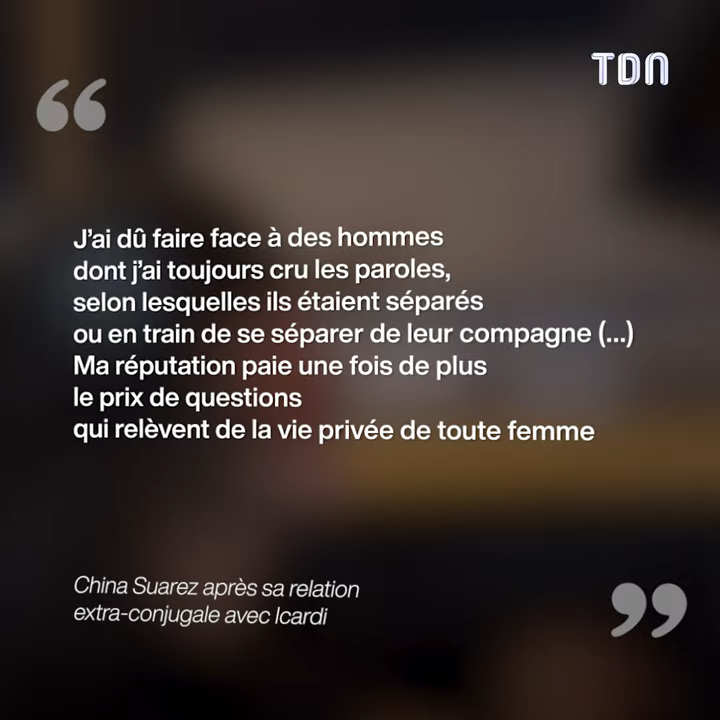 TDN
“
J’ai dû faire face à des hommes
dont j’ai toujours cru les paroles,
selon lesquelles ils étaient séparés
ou en train de se séparer de leur compagne (...)
Ma réputation paie une fois de plus
le prix de questions
qui relèvent de la vie privée de toute femme
China Suarez après sa relation
extra-conjugale avec Icardi
”